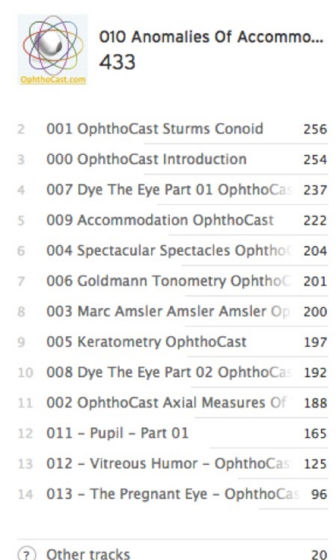 010 Anomalies Of Accommo...
433
OphthoCast.com
2 001 OphthoCast Sturms Conoid 256
3 000 OphthoCast Introduction 254
4 007 Dye The Eye Part 01 OphthoCas 237
5 009 Accommodation OphthoCast 222
6 004 Spectacular Spectacles Ophtho 204
7 006 Goldmann Tonometry OphthoC 201
8 003 Marc Amsler Amsler Amsler Op 200
9 005 Keratometry OphthoCast 197
10 008 Dye The Eye Part 02 OphthoCas 192
11 002 OphthoCast Axial Measures Of 188
12 011 - Pupil - Part 01 165
13 012 - Vitreous Humor - OphthoCas 125
14 013 - The Pregnant Eye - OphthoCas 96
? Other tracks 20